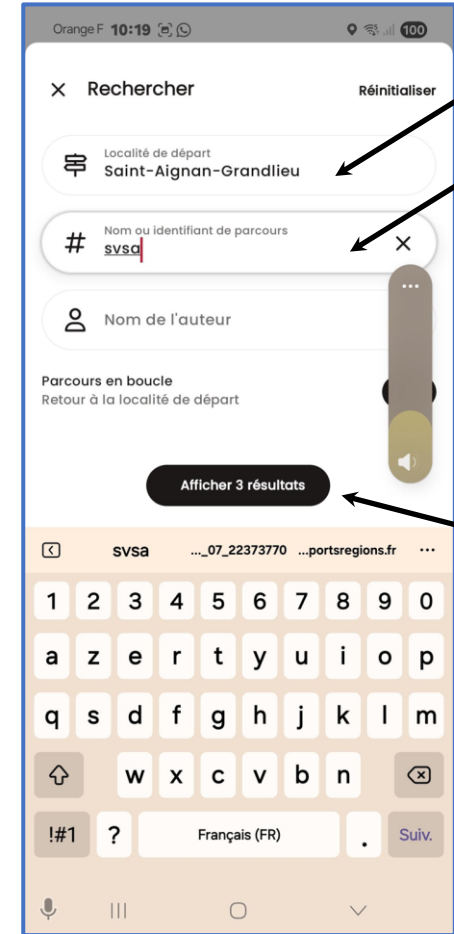 Orange F 10:19 100
Rechercher Réinitialiser
Localité de départ
Saint-Aignan-Grandlieu
# Nom ou identifiant de parcours
svsa
Nom de l'auteur
Parcours en boucle
Retour à la localité de départ
Afficher 3 résultats
svsa ..._07_22373770 ...portsregions.fr ...
1 2 3 4 5 6 7 8 9 0
a z e r t y u i o p
q s d f g h j k l m
w x c v b n
!#1 ? Français (FR) . Suiv.